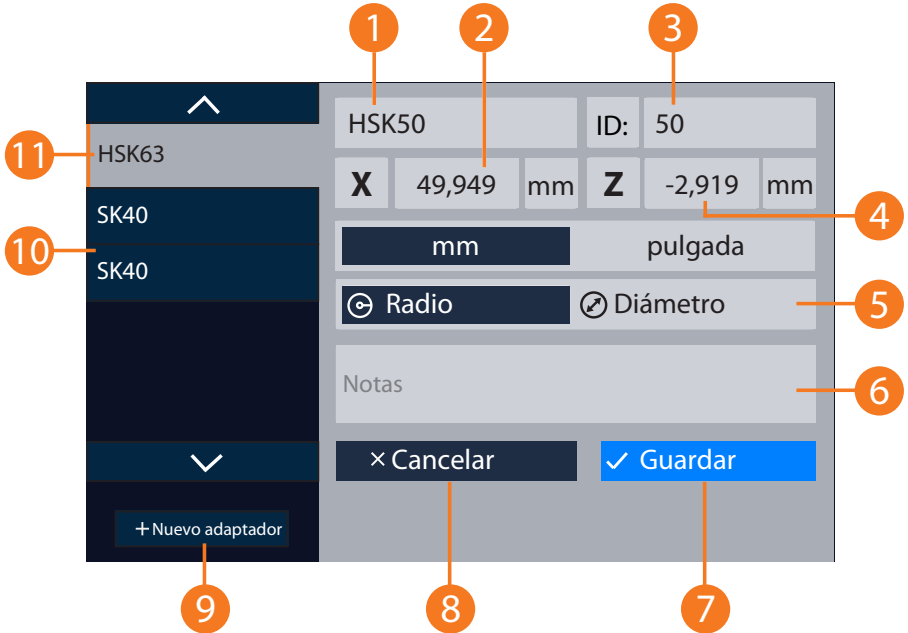 1 2 3
HSK50 ID: 50
11 HSK63
X 49,949 mm Z -2,919 mm
4
SK40
10
SK40
mm pulgada
Radio Diámetro 5
Notas 6
× Cancelar ✓ Guardar
+ Nuevo adaptador
9 8 7